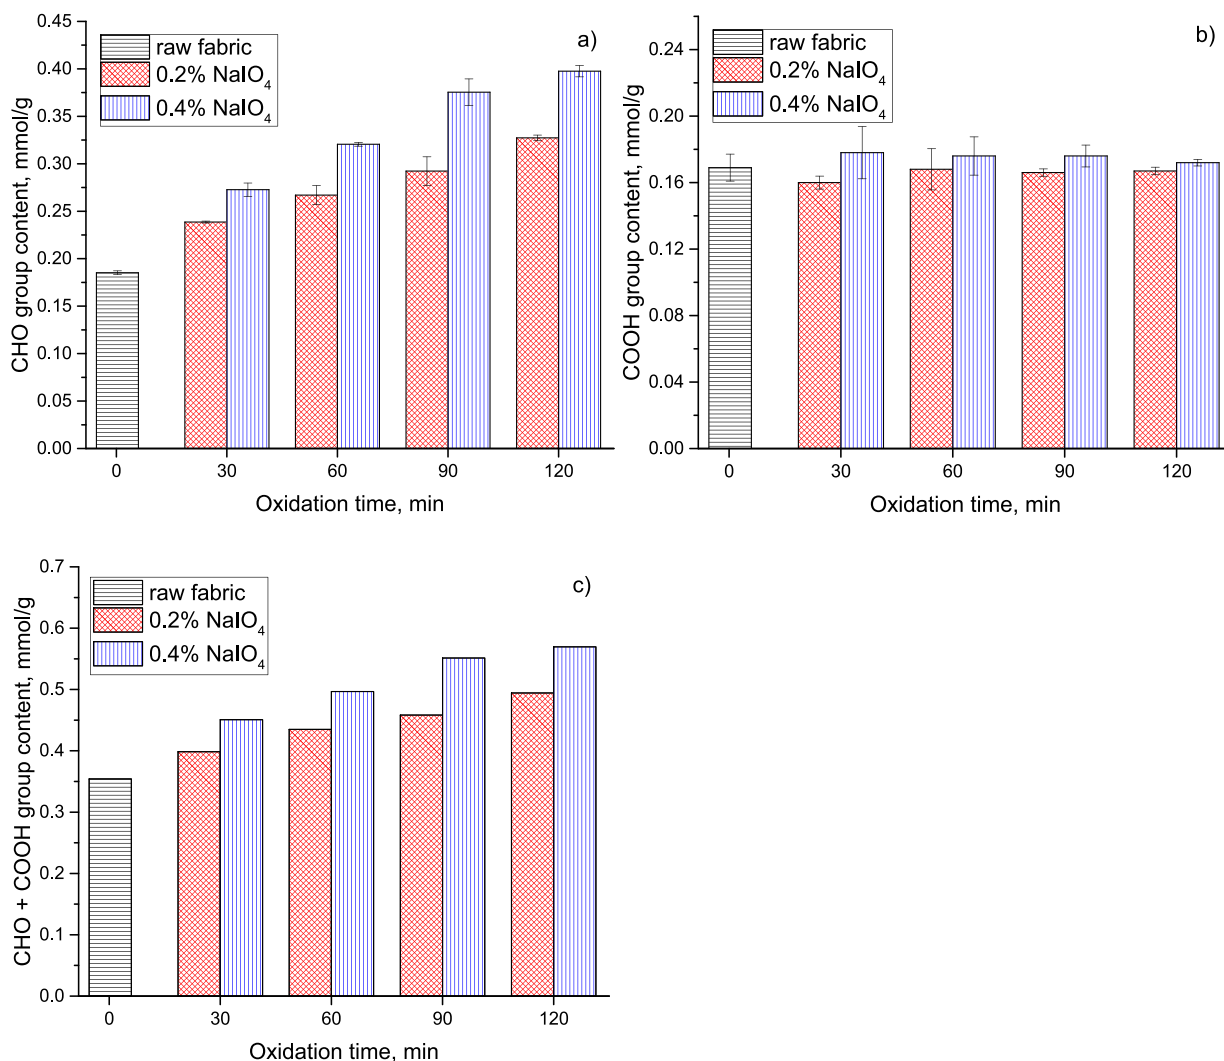 a)
raw fabric
0.2% NaIO4
0.4% NaIO4
CHO group content, mmol/g
0.45
0.40
0.35
0.30
0.25
0.20
0.15
0.10
0.05
0.00
0 30 60 90 120
Oxidation time, min
b)
raw fabric
0.2% NaIO4
0.4% NaIO4
COOH group content, mmol/g
0.24
0.20
0.16
0.12
0.08
0.04
0.00
0 30 60 90 120
Oxidation time, min
c)
raw fabric
0.2% NaIO4
0.4% NaIO4
CHO + COOH group content, mmol/g
0.7
0.6
0.5
0.4
0.3
0.2
0.1
0.0
0 30 60 90 120
Oxidation time, min